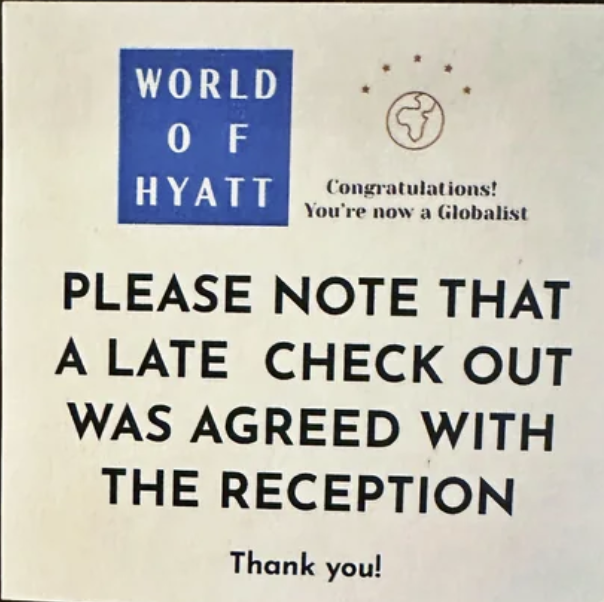 WORLD
OF
HYATT
Congratulations!
You're now a Globalist
PLEASE NOTE THAT
A LATE CHECK OUT
WAS AGREED WITH
THE RECEPTION
Thank you!